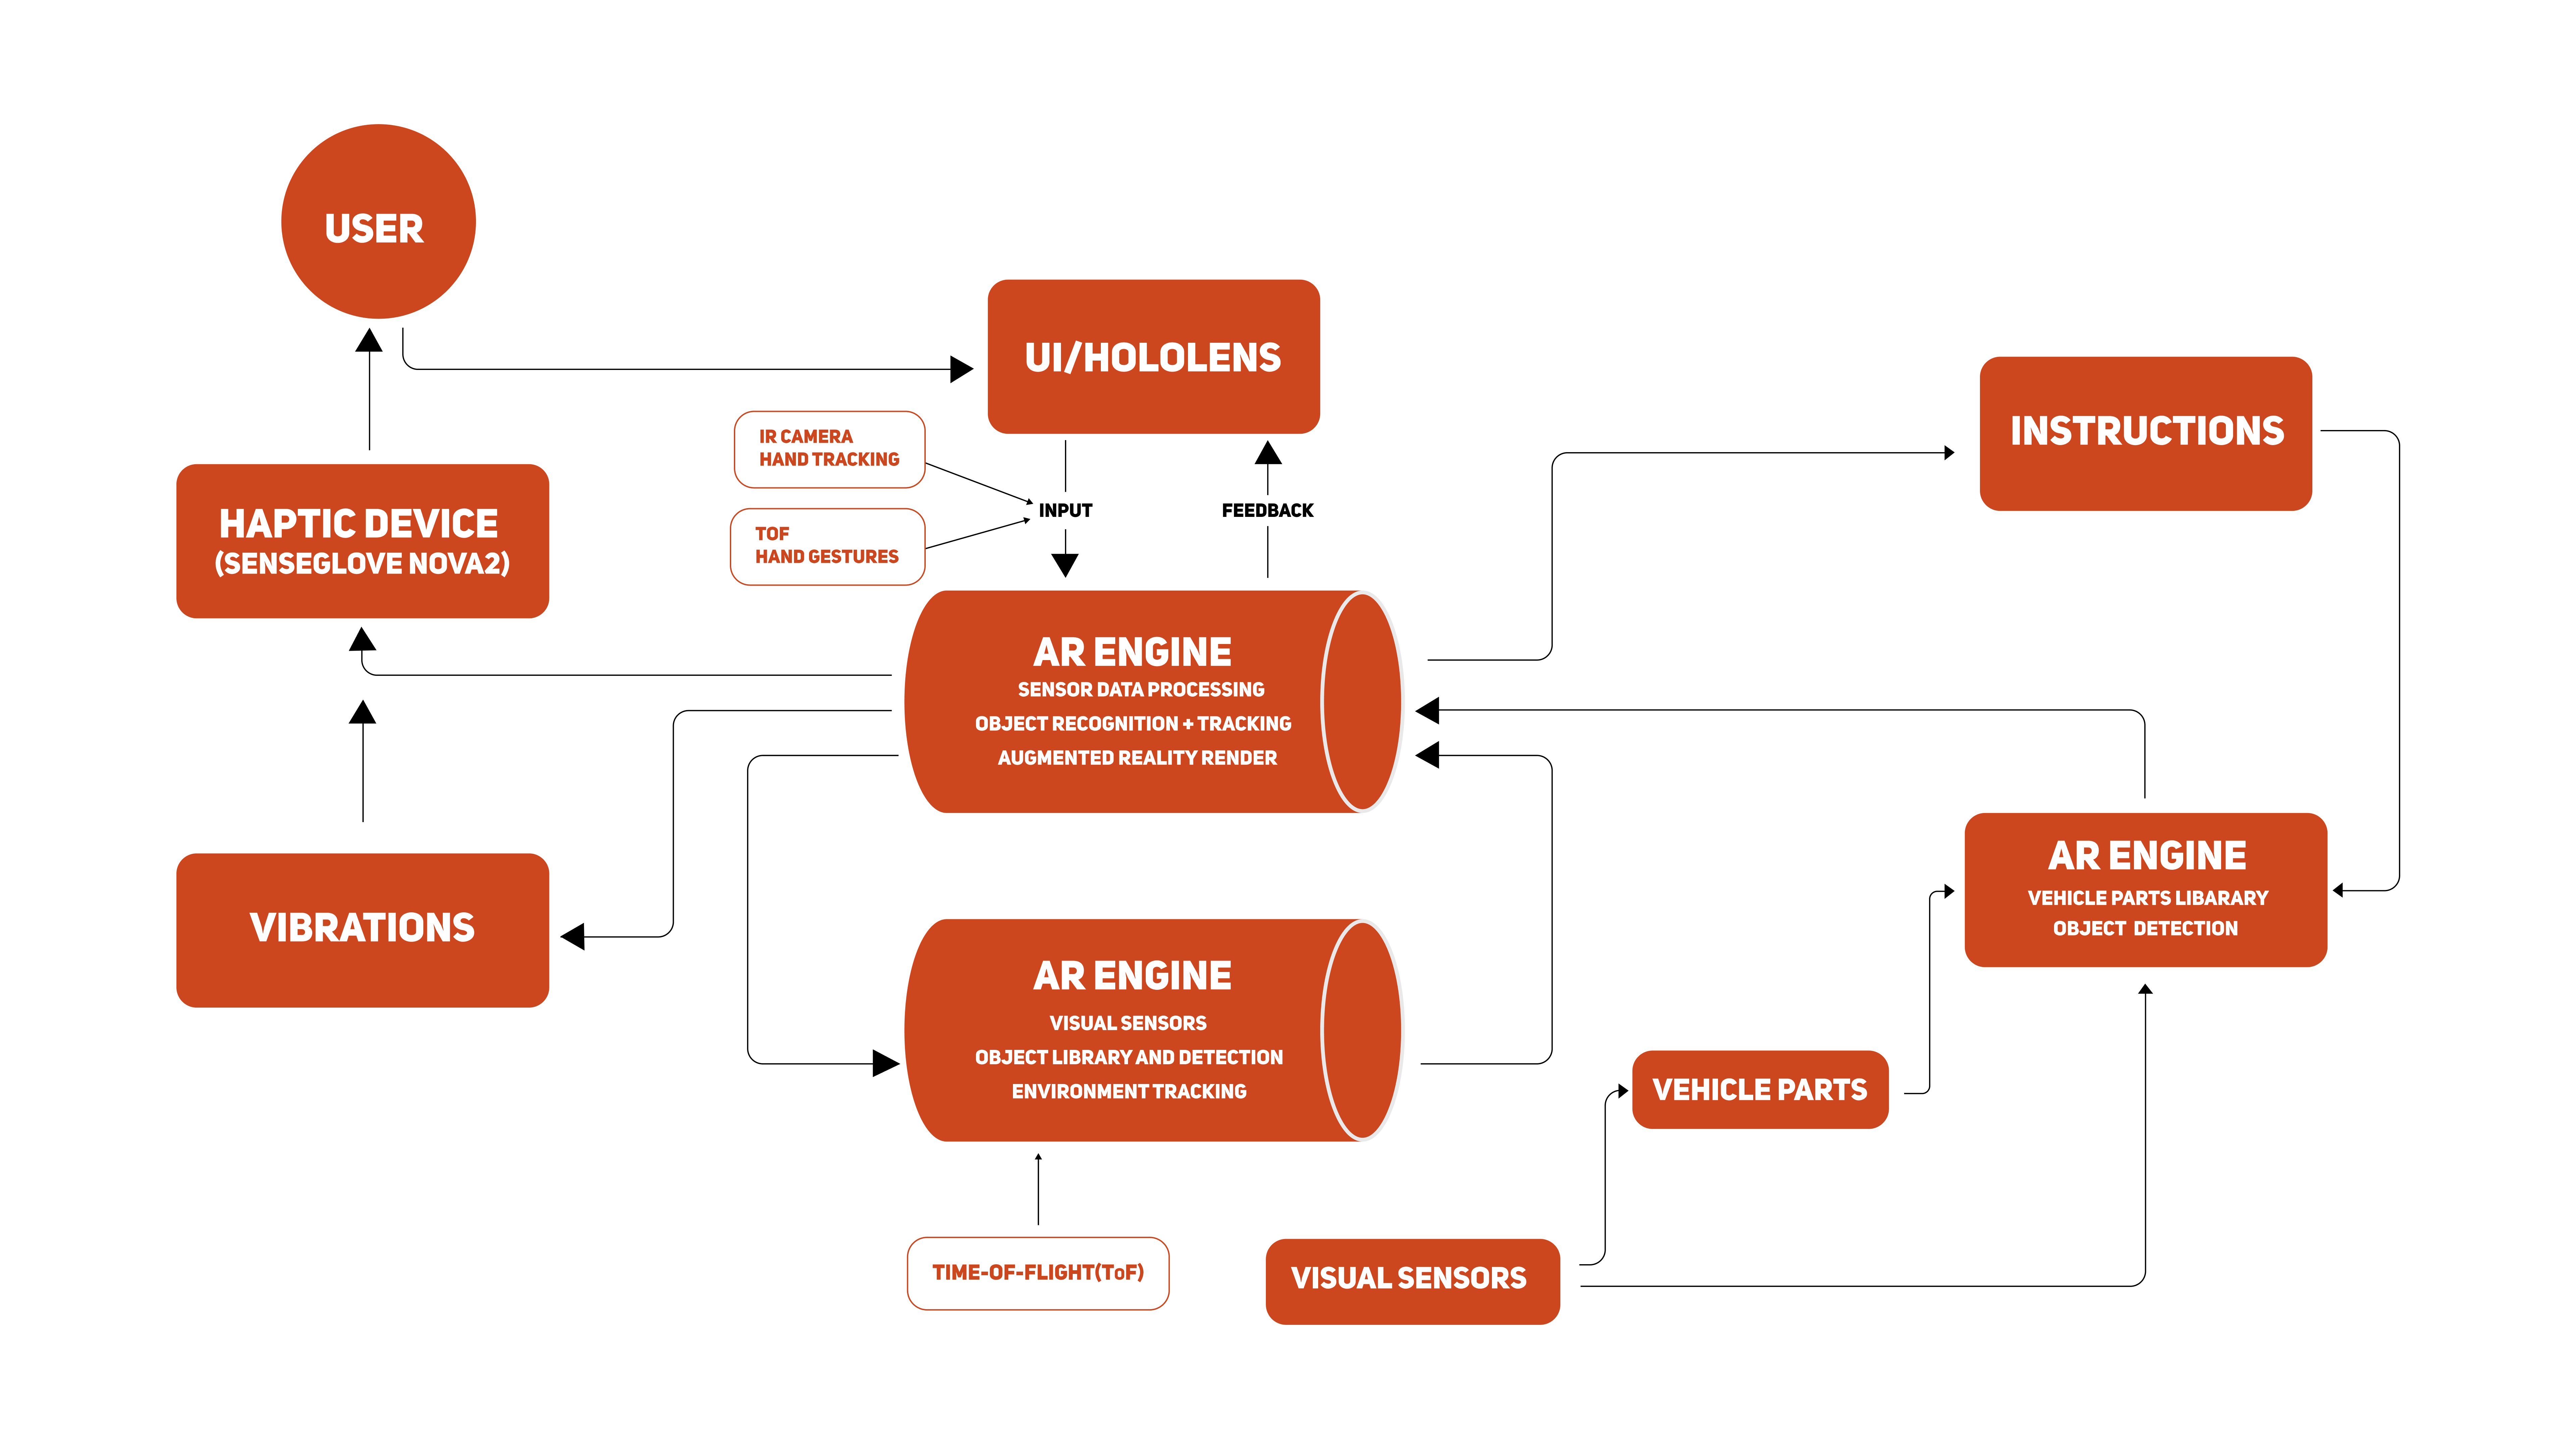 USER
UI/HOLOLENS
IR CAMERA
HAND TRACKING
INSTRUCTIONS
HAPTIC DEVICE
(SENSEGLOVE NOVA2)
INPUT
FEEDBACK
TOF
HAND GESTURES
AR ENGINE
SENSOR DATA PROCESSING
OBJECT RECOGNITION + TRACKING
AUGMENTED REALITY RENDER
AR ENGINE
VEHICLE PARTS LIBARARY
OBJECT DETECTION
VIBRATIONS
AR ENGINE
VISUAL SENSORS
OBJECT LIBRARY AND DETECTION
ENVIRONMENT TRACKING
VEHICLE PARTS
TIME-OF-FLIGHT(ToF)
VISUAL SENSORS